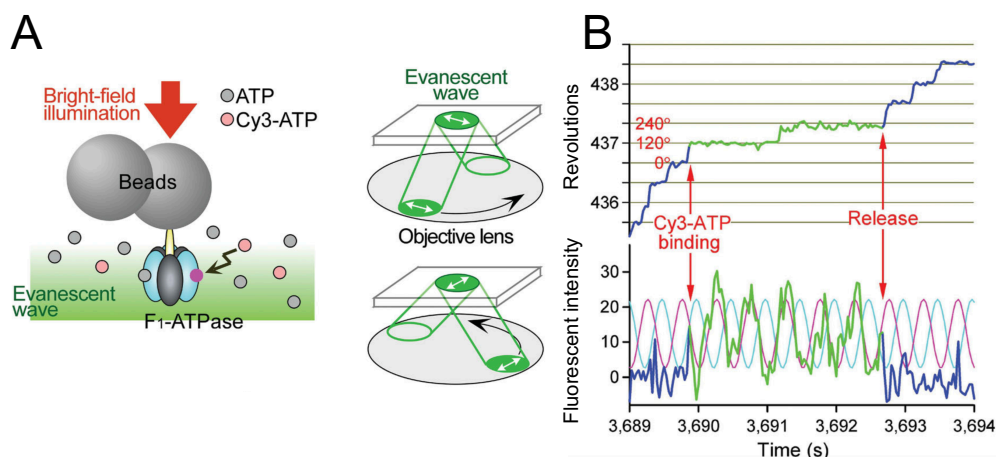 A
Bright-field
illumination
ATP
Cy3-ATP
Beads
Evanescent
wave
F1-ATPase
Evanescent
wave
Objective lens
B
Revolutions
438
437
436
240°
120°
0°
Cy3-ATP
binding
Release
Fluorescent intensity
30
20
10
0
3,689 3,690 3,691 3,692 3,693 3,694
Time (s)